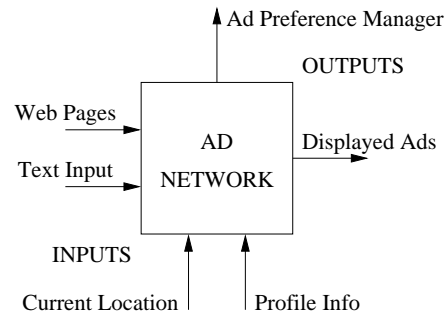 Ad Preference Manager
OUTPUTS
Web Pages
AD
NETWORK
Displayed Ads
Text Input
INPUTS
Current Location
Profile Info